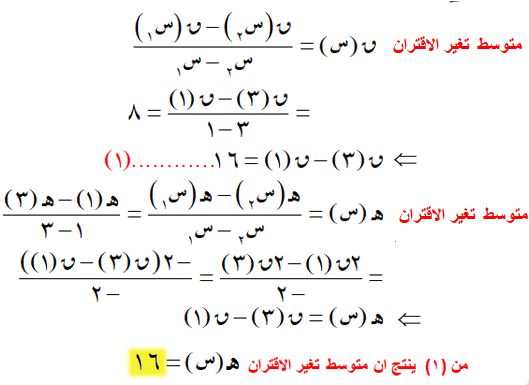 متوسط تغير الاقتران ق(س) = (ق(س٢) − ق(س١)) / (س٢ − س١)
= (ق(٣) − ق(١)) / (٣ − ١) = ٨
⇐ ق(٣) − ق(١) = ١٦ ............(١)
متوسط تغير الاقتران هـ(س) = (هـ(س٢) − هـ(س١)) / (س٢ − س١) = (هـ(١) − هـ(٣)) / (١ − ٣)
= (٢ق(١) − ٢ق(٣)) / −٢ = −٢(ق(٣) − ق(١)) / −٢
⇐ هـ(س) = ق(٣) − ق(١)
من (١) ينتج ان متوسط تغير الاقتران هـ(س) = ١٦